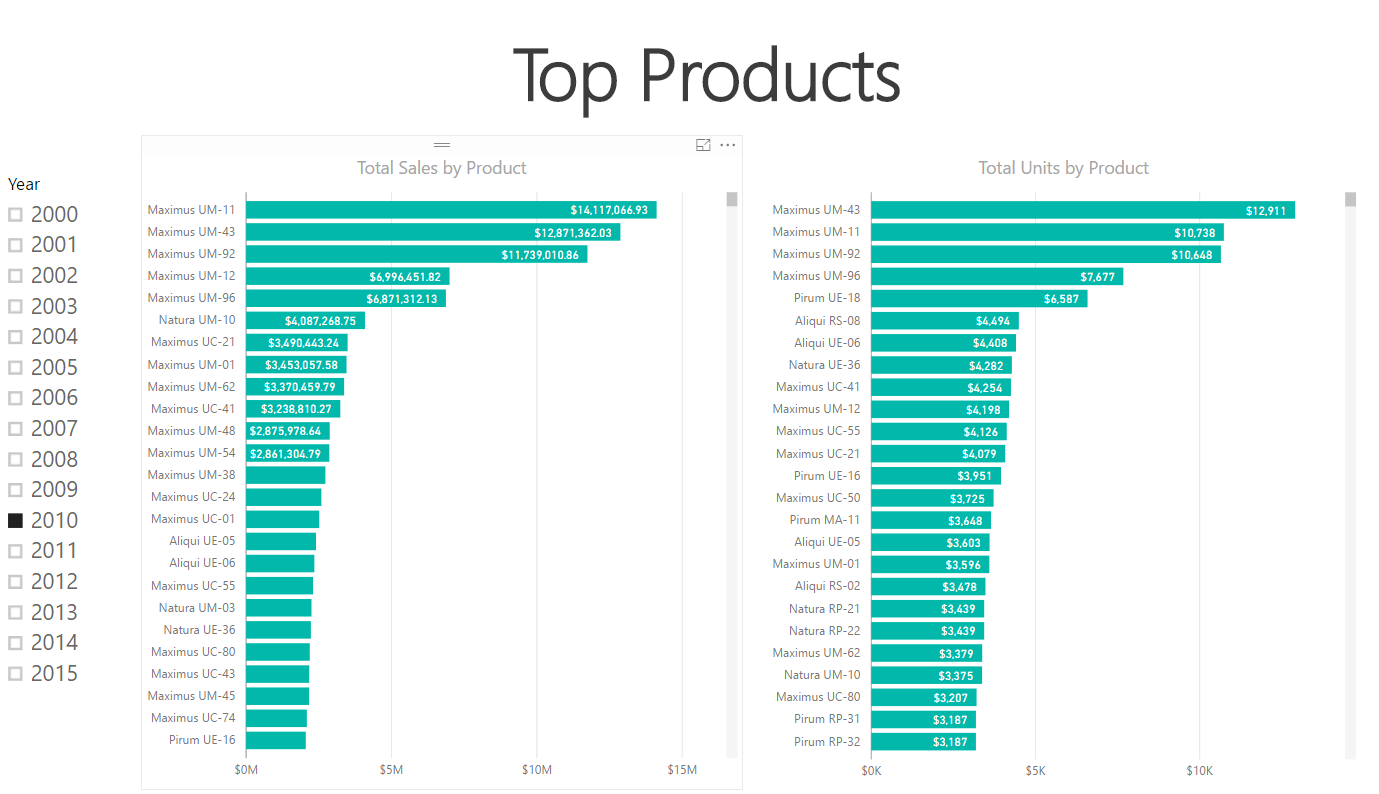 Top Products
Year
2000
2001
2002
2003
2004
2005
2006
2007
2008
2009
2010
2011
2012
2013
2014
2015
Total Sales by Product
Maximus UM-11 $14,117,066.93
Maximus UM-43 $12,871,362.03
Maximus UM-92 $11,739,010.86
Maximus UM-12 $6,996,451.82
Maximus UM-96 $6,871,312.13
Natura UM-10 $4,087,268.75
Maximus UC-21 $3,490,443.24
Maximus UM-01 $3,453,057.58
Maximus UM-62 $3,370,459.79
Maximus UC-41 $3,238,810.27
Maximus UM-48 $2,875,978.64
Maximus UM-54 $2,861,304.79
Maximus UM-38
Maximus UC-24
Maximus UC-01
Aliqui UE-05
Aliqui UE-06
Maximus UC-55
Natura UM-03
Natura UE-36
Maximus UC-80
Maximus UC-43
Maximus UM-45
Maximus UC-74
Pirum UE-16
$0M $5M $10M $15M
Total Units by Product
Maximus UM-43 $12,911
Maximus UM-11 $10,738
Maximus UM-92 $10,648
Maximus UM-96 $7,677
Pirum UE-18 $6,587
Aliqui RS-08 $4,494
Aliqui UE-06 $4,408
Natura UE-36 $4,282
Maximus UC-41 $4,254
Maximus UM-12 $4,198
Maximus UC-55 $4,126
Maximus UC-21 $4,079
Pirum UE-16 $3,951
Maximus UC-50 $3,725
Pirum MA-11 $3,648
Aliqui UE-05 $3,603
Maximus UM-01 $3,596
Aliqui RS-02 $3,478
Natura RP-21 $3,439
Natura RP-22 $3,439
Maximus UM-62 $3,379
Natura UM-10 $3,375
Maximus UC-80 $3,207
Pirum RP-31 $3,187
Pirum RP-32 $3,187
$0K $5K $10K